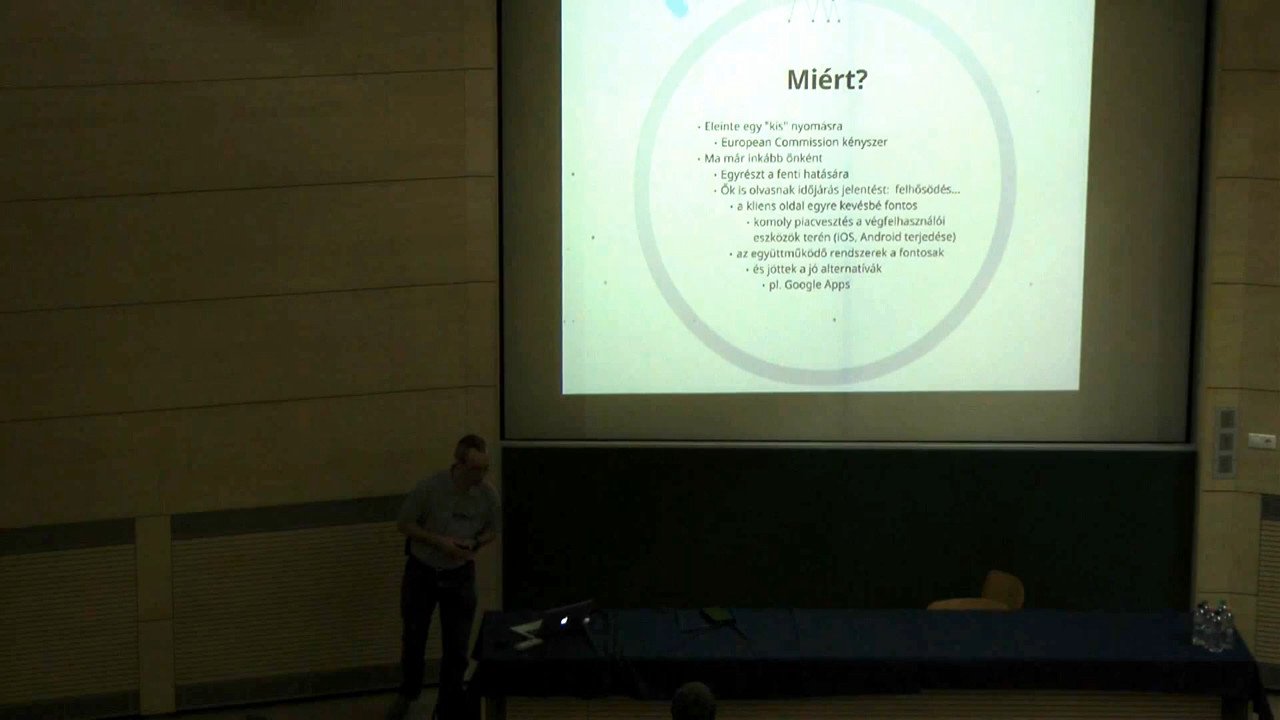 Miért?
· Eleinte egy "kis" nyomásra
· European Commission kényszer
· Ma már inkább önként
· Egyrészt a fenti hatására
· Ők is olvasnak időjárás jelentést: felhősödés...
· a kliens oldal egyre kevésbé fontos
· komoly piacvesztés a végfelhasználói
eszközök terén (iOS, Android terjedése)
· az együttműködő rendszerek a fontosak
· és jöttek a jó alternatívák
· pl. Google Apps